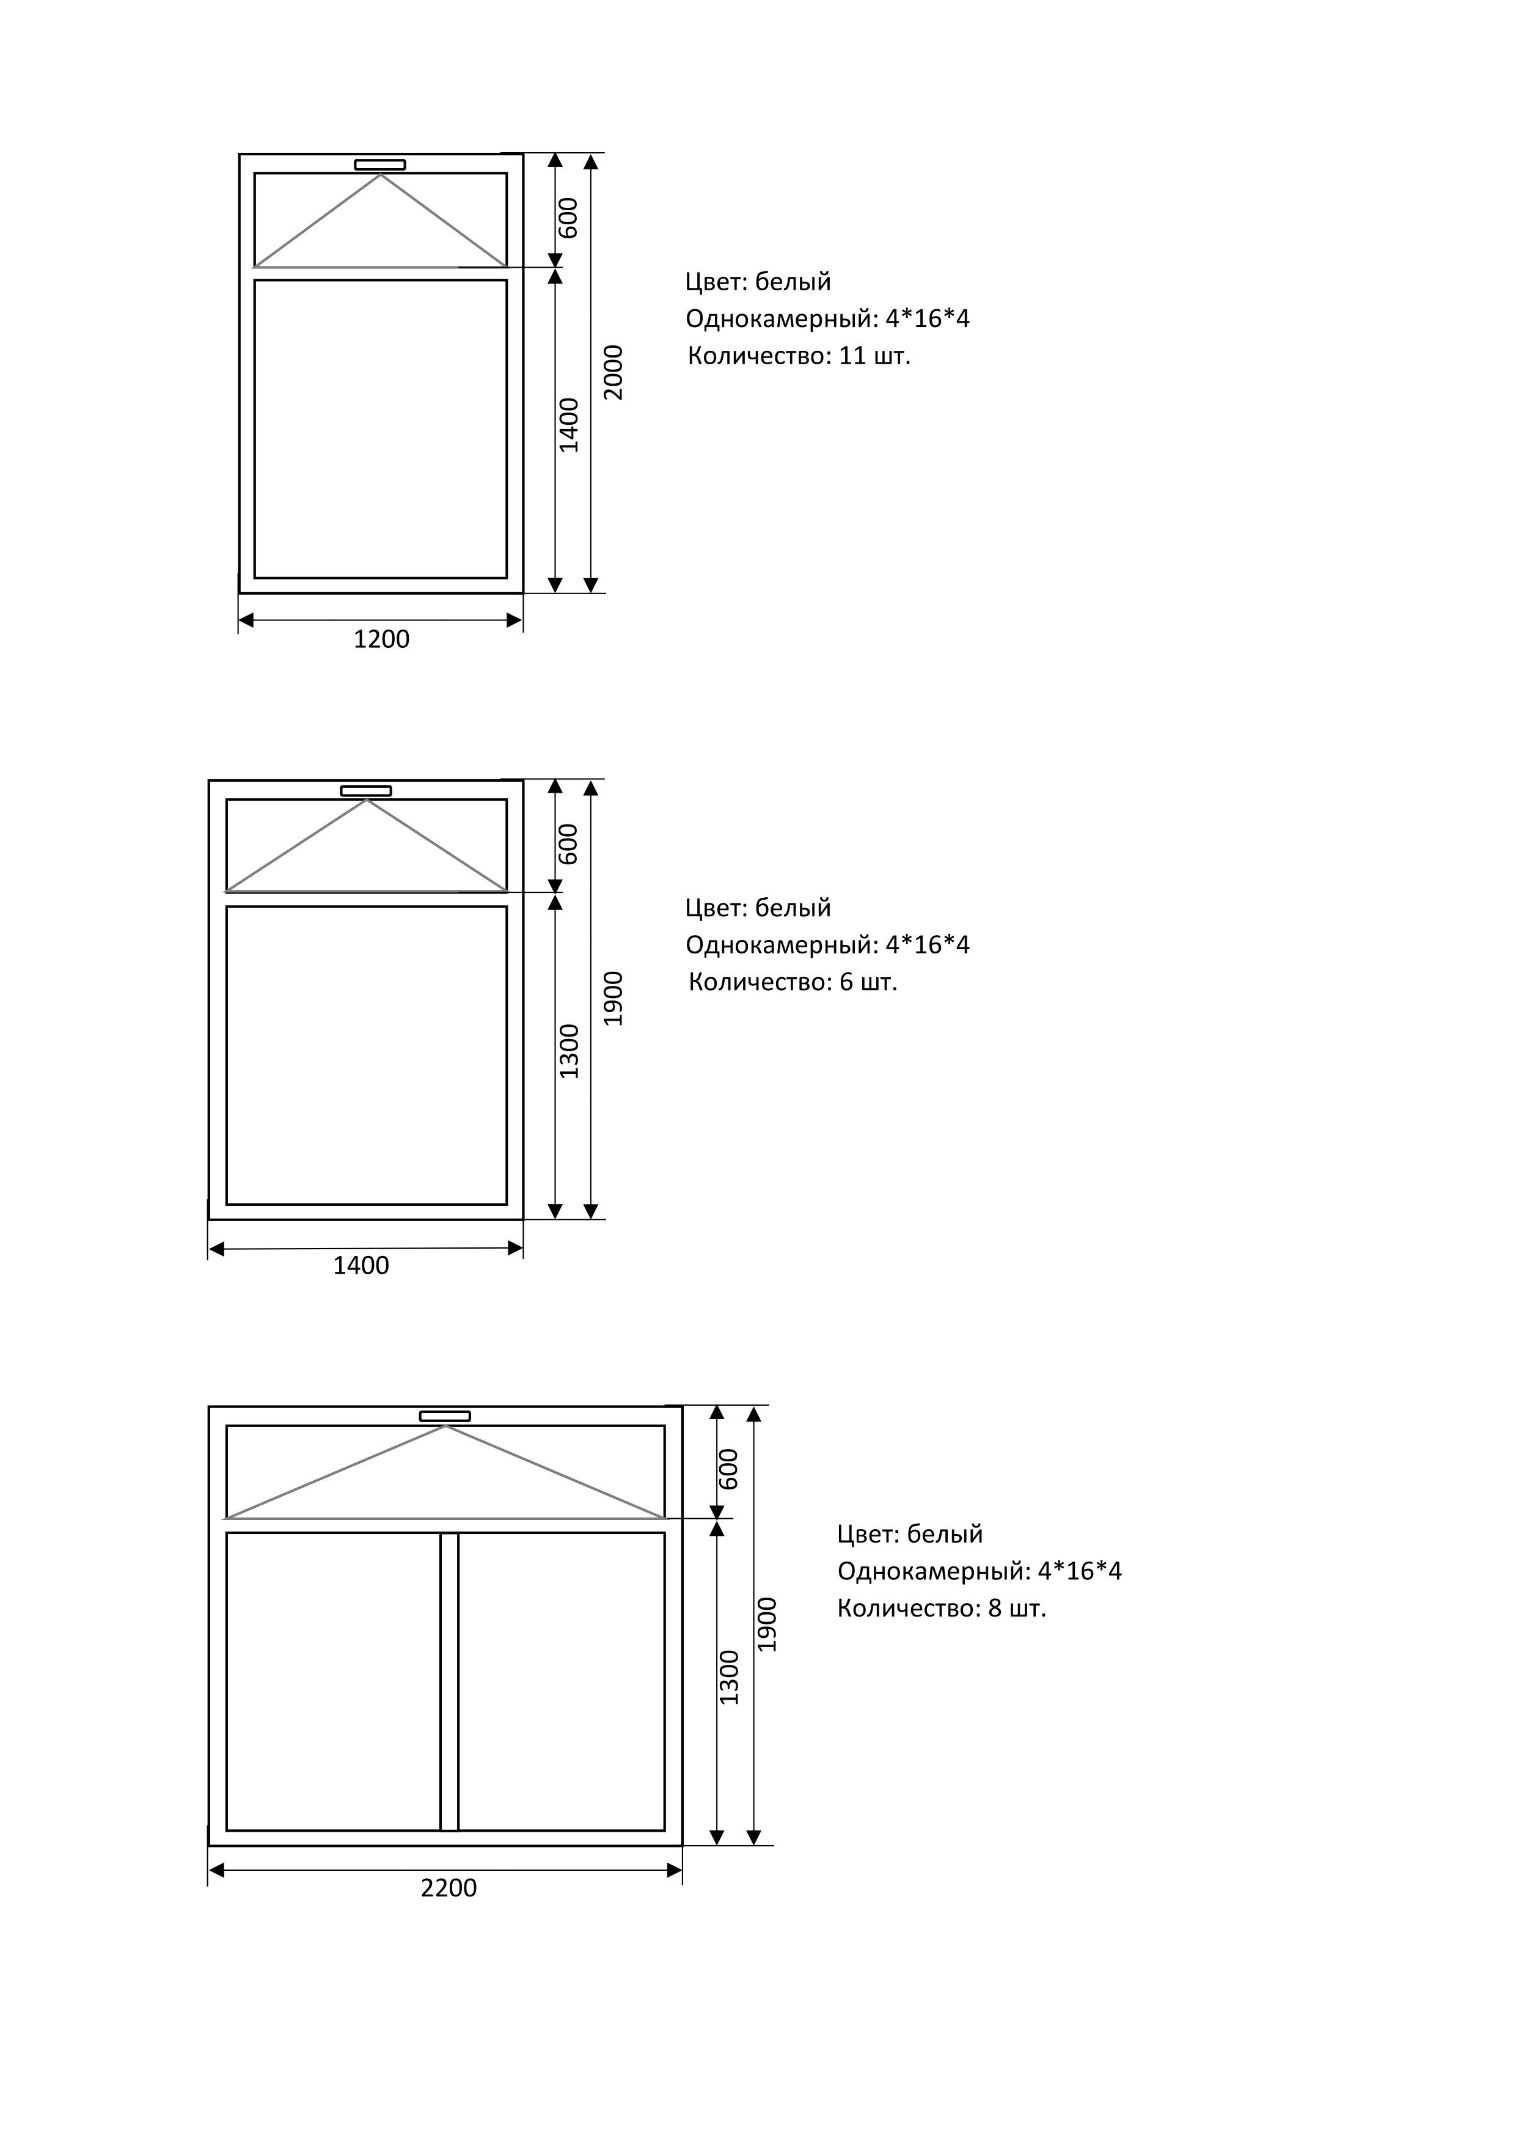 600
Цвет: белый
Однокамерный: 4*16*4
Количество: 11 шт.
2000
1400
1200
600
Цвет: белый
Однокамерный: 4*16*4
Количество: 6 шт.
1900
1300
1400
600
Цвет: белый
Однокамерный: 4*16*4
Количество: 8 шт.
1900
1300
2200